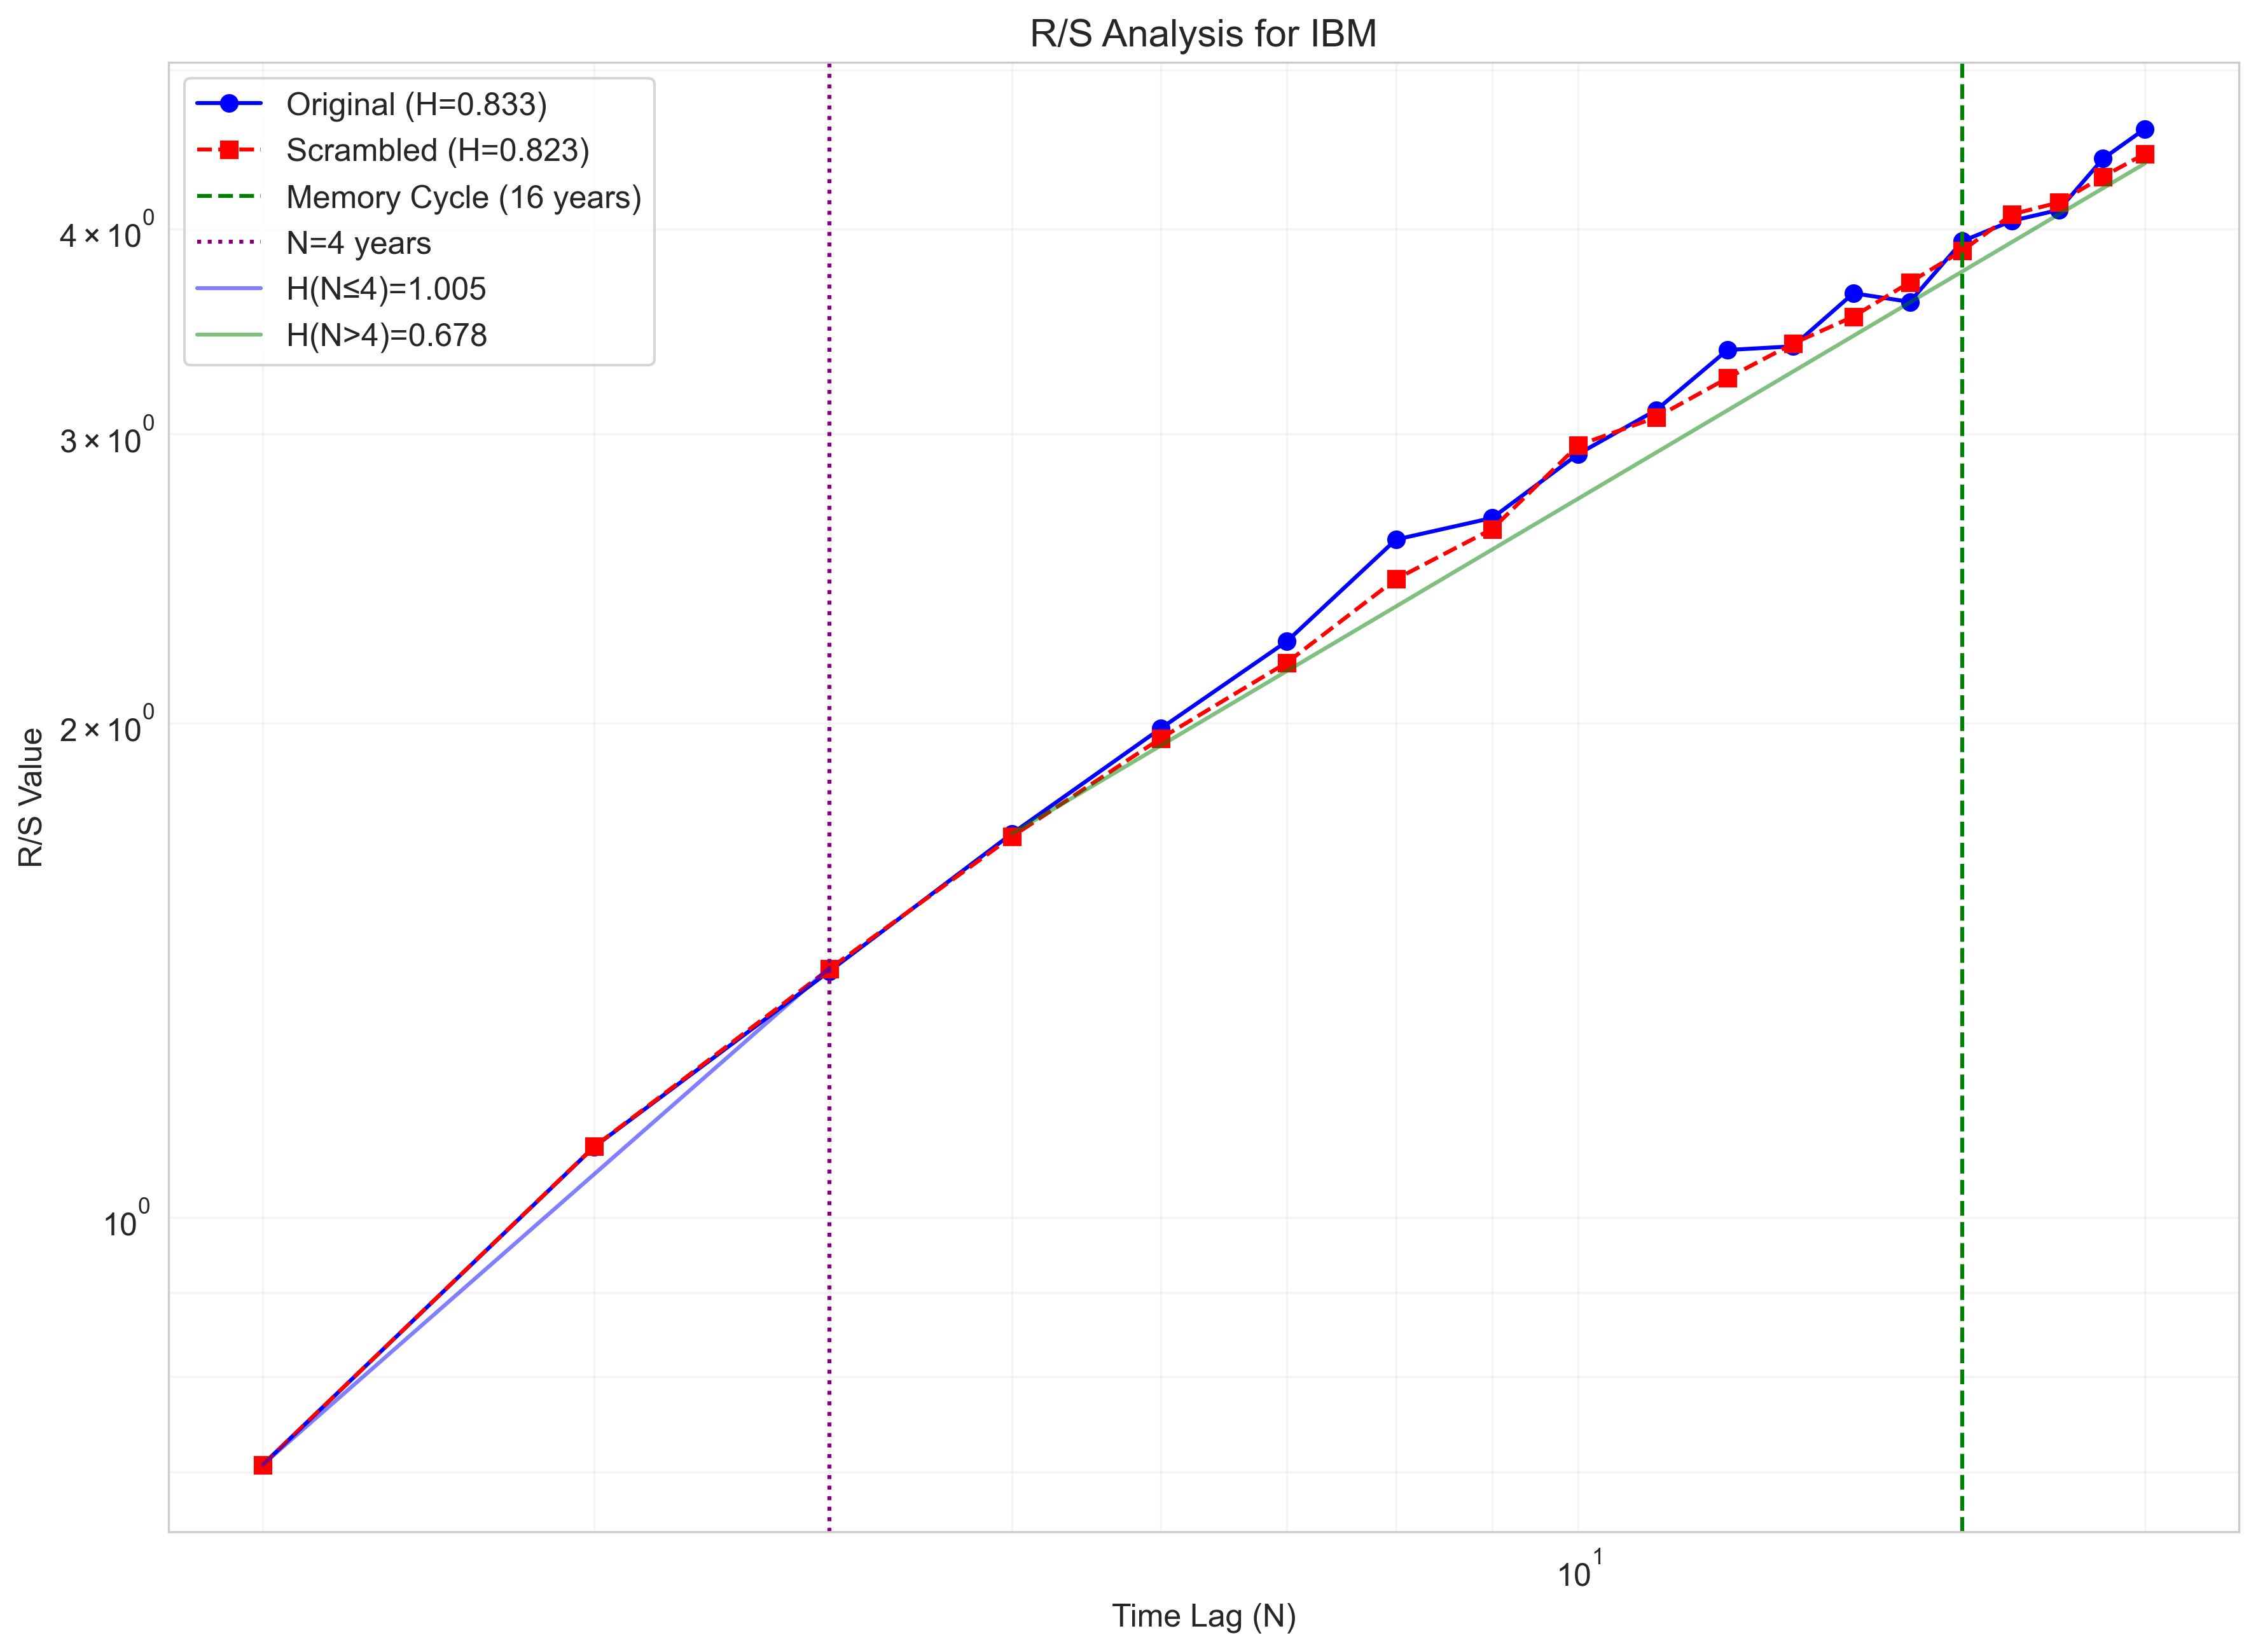 R/S Analysis for IBM
Original (H=0.833)
Scrambled (H=0.823)
Memory Cycle (16 years)
N=4 years
H(N≤4)=1.005
H(N>4)=0.678
4 × 10⁰
3 × 10⁰
2 × 10⁰
10⁰
R/S Value
10¹
Time Lag (N)